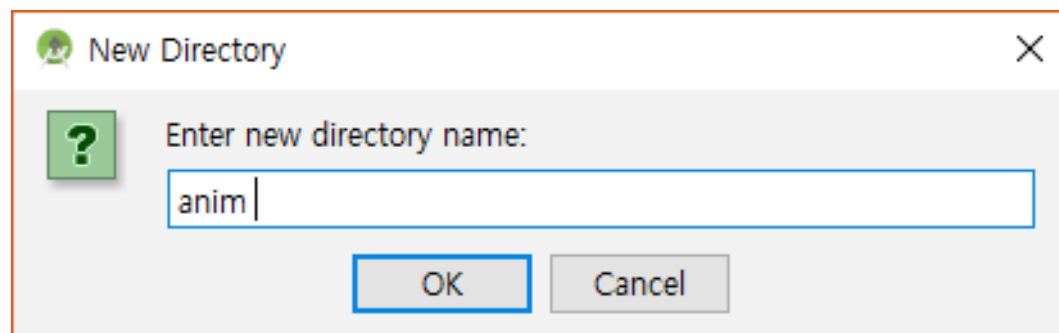 New Directory
Enter new directory name:
anim
OK
Cancel